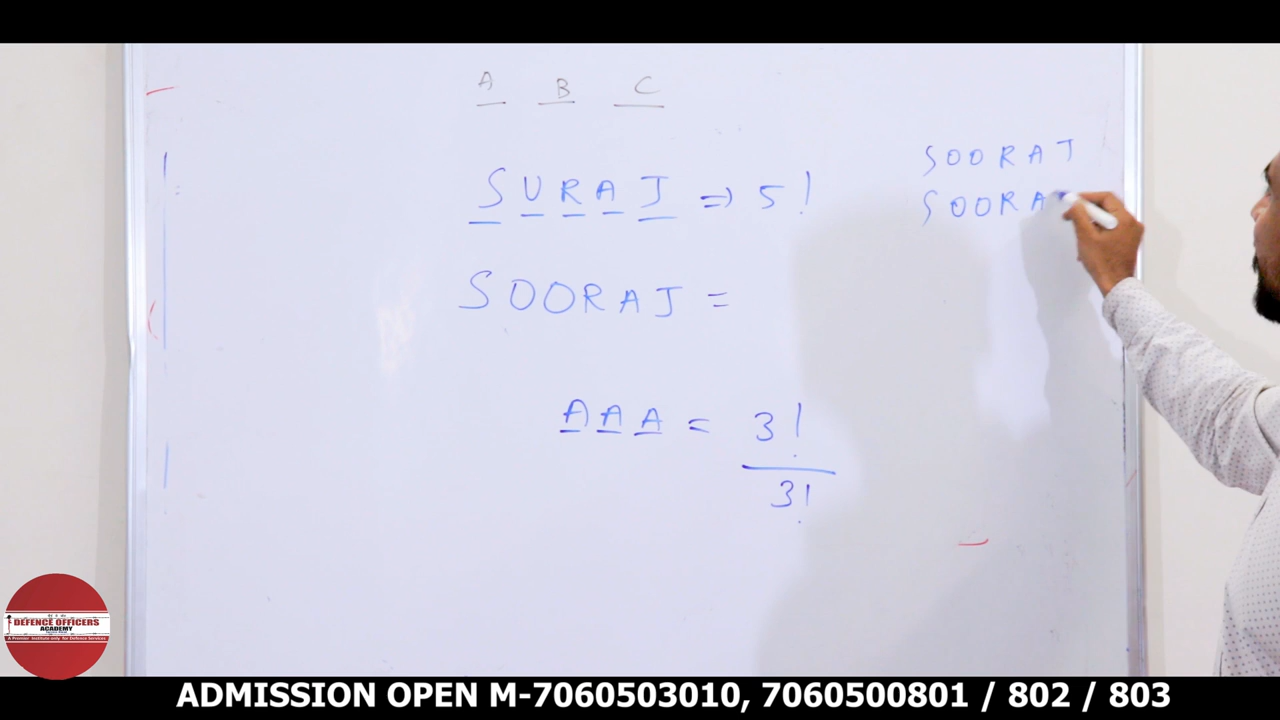 A B C
SURAJ => 5!
SOORAJ
SOORA
SOORAJ =
AAA = 3!
3!
DEFENCE OFFICERS
ACADEMY
A Premier Institute only for Defence Services
ADMISSION OPEN M-7060503010, 7060500801 / 802 / 803